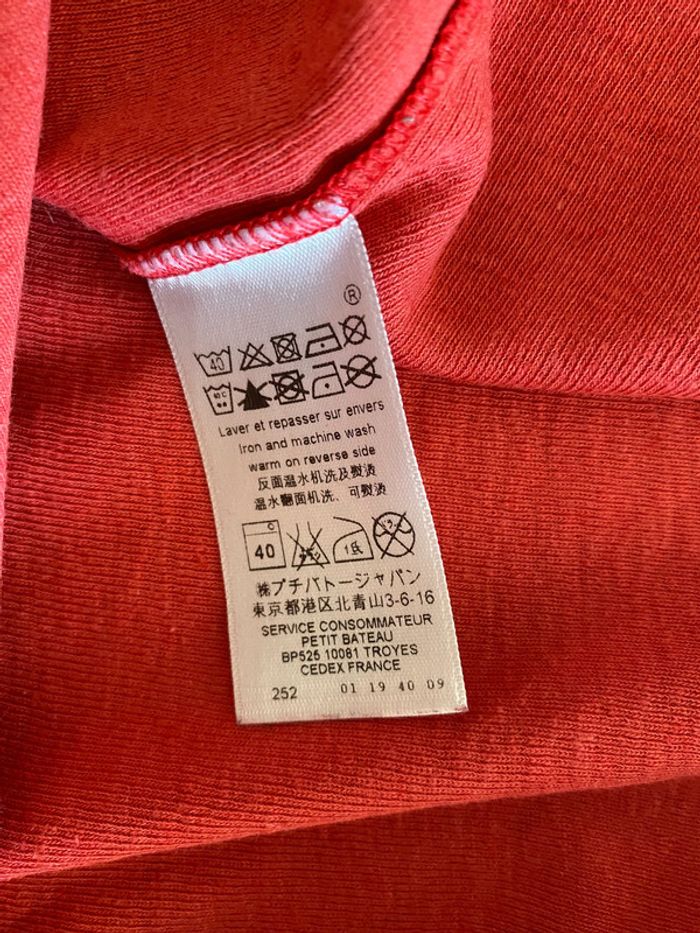 ®
40
40 C
Laver et repasser sur envers
Iron and machine wash
warm on reverse side
反面温水机洗及熨烫
温水翻面机洗、可熨烫
C
40
低
㈱プチバトージャパン
東京都港区北青山3-6-16
SERVICE CONSOMMATEUR
PETIT BATEAU
BP525 10081 TROYES
CEDEX FRANCE
252 01 19 40 09